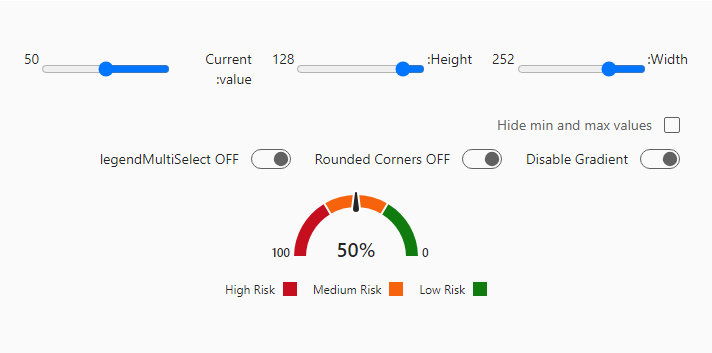 :Width
252
:Height
128
Current
:value
50
Hide min and max values
Disable Gradient
Rounded Corners OFF
legendMultiSelect OFF
50%
0
100
Low Risk
Medium Risk
High Risk